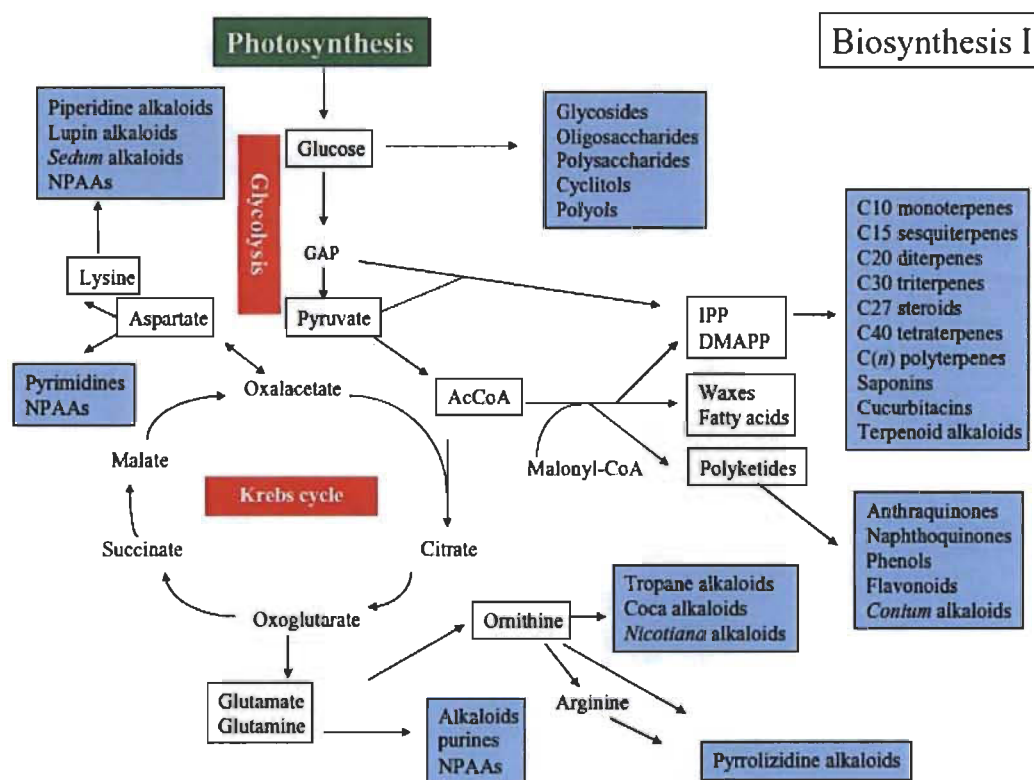 Photosynthesis
Biosynthesis I
Piperidine alkaloids
Lupin alkaloids
Sedum alkaloids
NPAAs
Glucose
Glycosides
Oligosaccharides
Polysaccharides
Cyclitols
Polyols
Glycolysis
GAP
Pyruvate
Lysine
Aspartate
Pyrimidines
NPAAs
IPP
DMAPP
C10 monoterpenes
C15 sesquiterpenes
C20 diterpenes
C30 triterpenes
C27 steroids
C40 tetraterpenes
C(n) polyterpenes
Saponins
Cucurbitacins
Terpenoid alkaloids
Oxalacetate
AcCoA
Waxes
Fatty acids
Malonyl-CoA
Polyketides
Malate
Krebs cycle
Succinate
Citrate
Anthraquinones
Naphthoquinones
Phenols
Flavonoids
Conium alkaloids
Oxoglutarate
Ornithine
Tropane alkaloids
Coca alkaloids
Nicotiana alkaloids
Glutamate
Glutamine
Arginine
Alkaloids
purines
NPAAs
Pyrrolizidine alkaloids